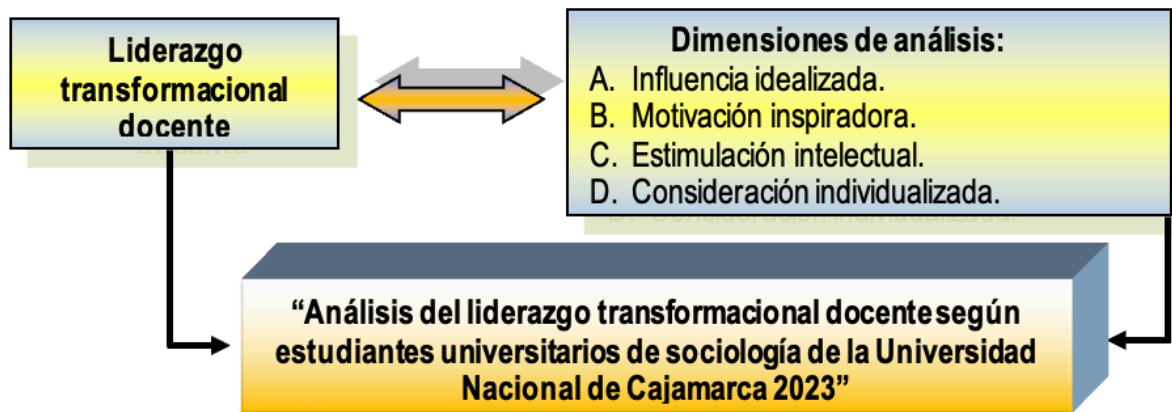 Liderazgo
transformacional
docente
Dimensiones de análisis:
A. Influencia idealizada.
B. Motivación inspiradora.
C. Estimulación intelectual.
D. Consideración individualizada.
“Análisis del liderazgo transformacional docente según
estudiantes universitarios de sociología de la Universidad
Nacional de Cajamarca 2023”